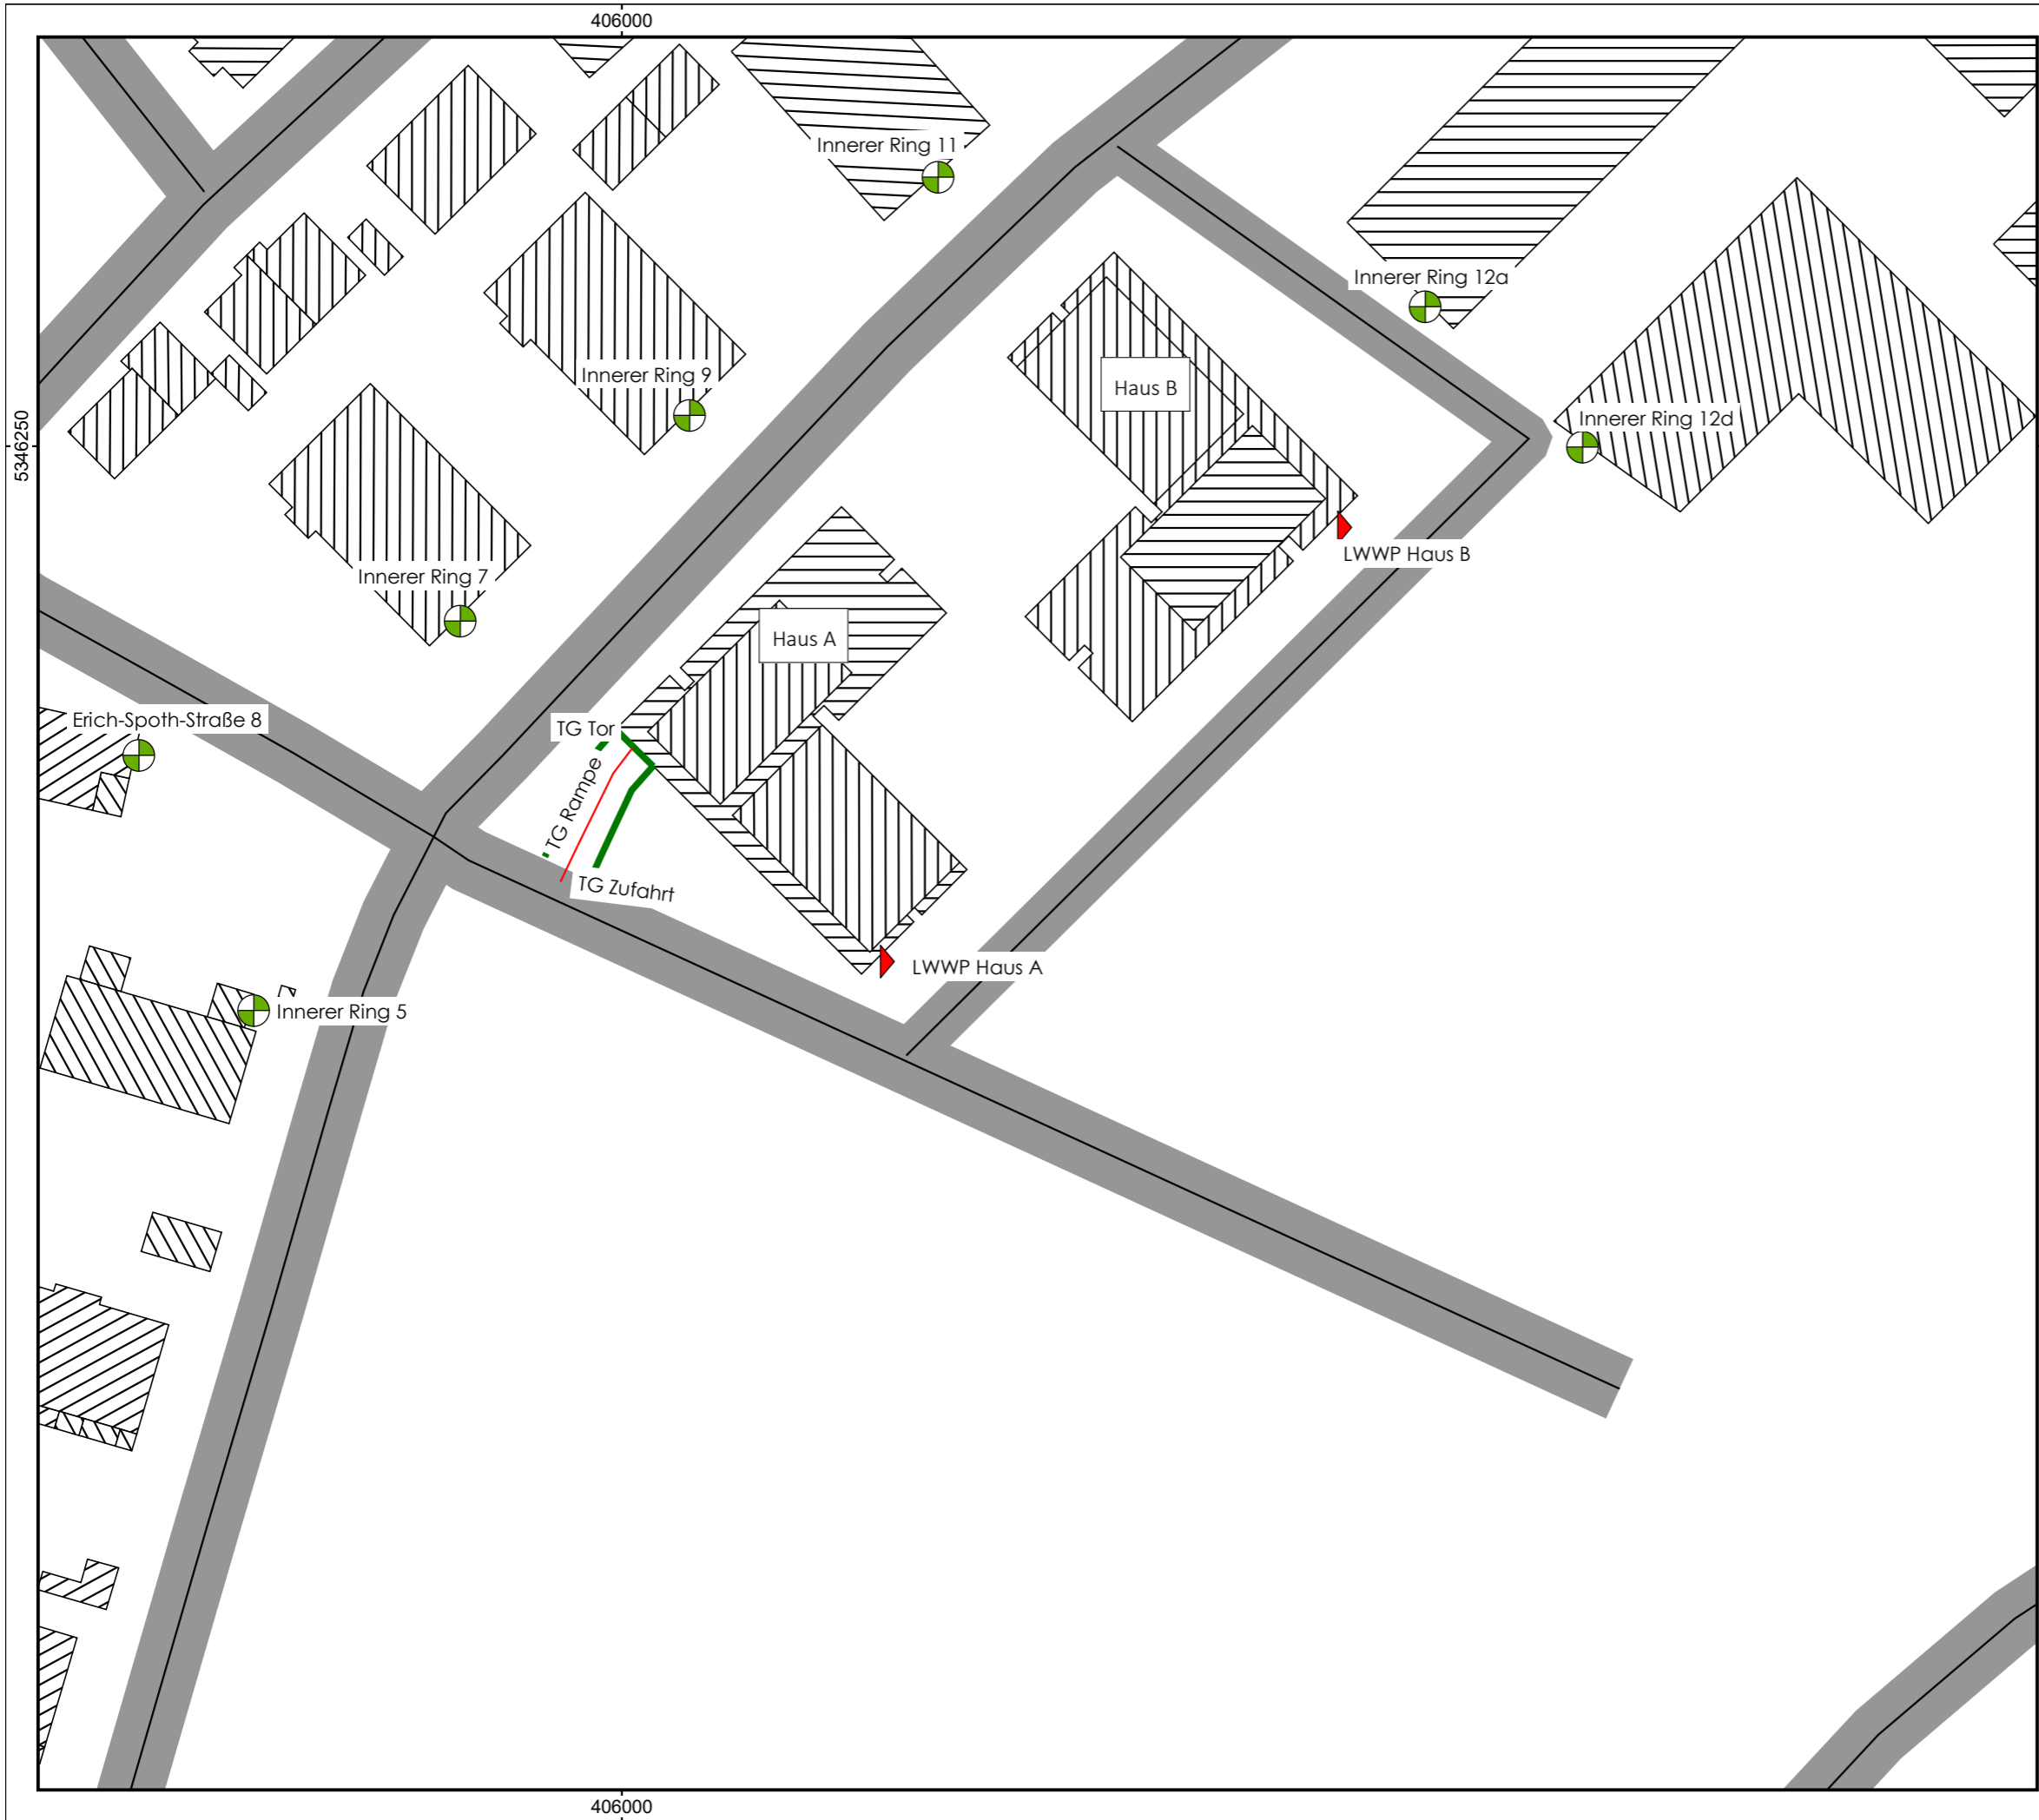 406000
Innerer Ring 11
Innerer Ring 12a
Innerer Ring 9
Haus B
Innerer Ring 12d
5346250
LWWP Haus B
Innerer Ring 7
Haus A
Erich-Spoth-Straße 8
TG Tor
TG Rampe
TG Zufahrt
LWWP Haus A
Innerer Ring 5
406000